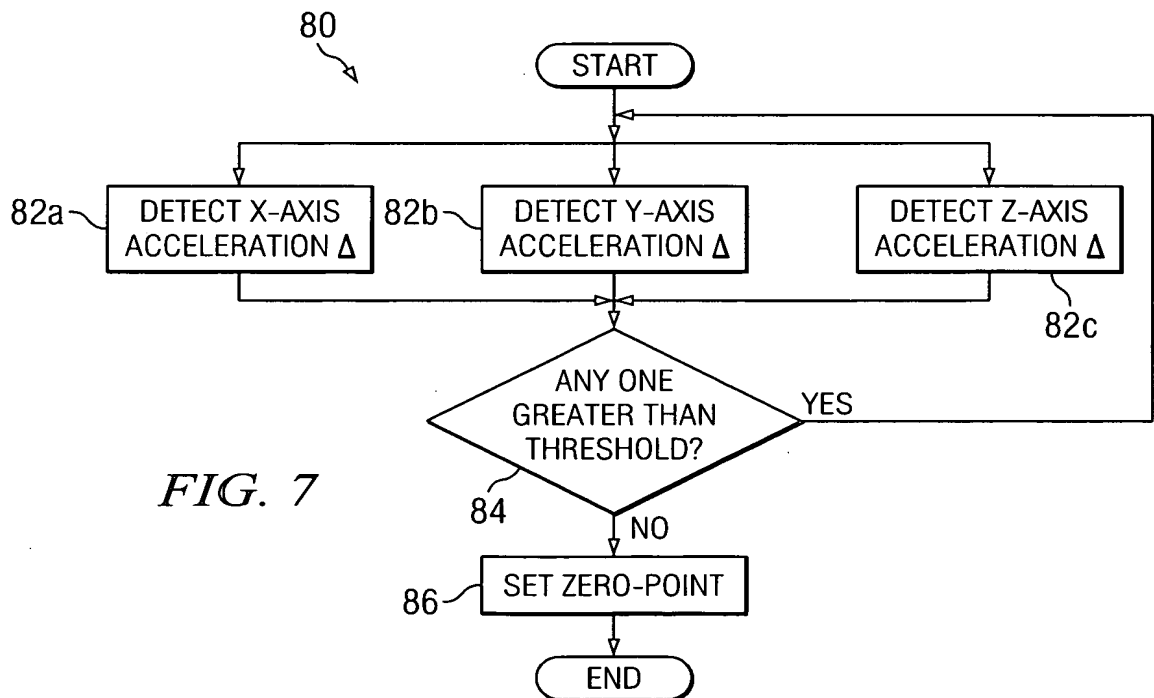 80
START
82a
DETECT X-AXIS
ACCELERATION Δ
82b
DETECT Y-AXIS
ACCELERATION Δ
DETECT Z-AXIS
ACCELERATION Δ
82c
ANY ONE
GREATER THAN
THRESHOLD?
YES
84
FIG. 7
NO
86
SET ZERO-POINT
END